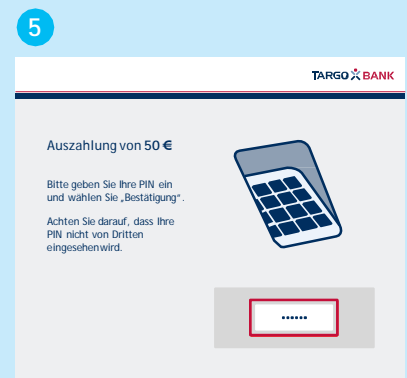 5
TARGO BANK
Auszahlung von 50 €
Bitte geben Sie Ihre PIN ein
und wählen Sie „Bestätigung“.
Achten Sie darauf, dass Ihre
PIN nicht von Dritten
eingesehenwird.
••••••